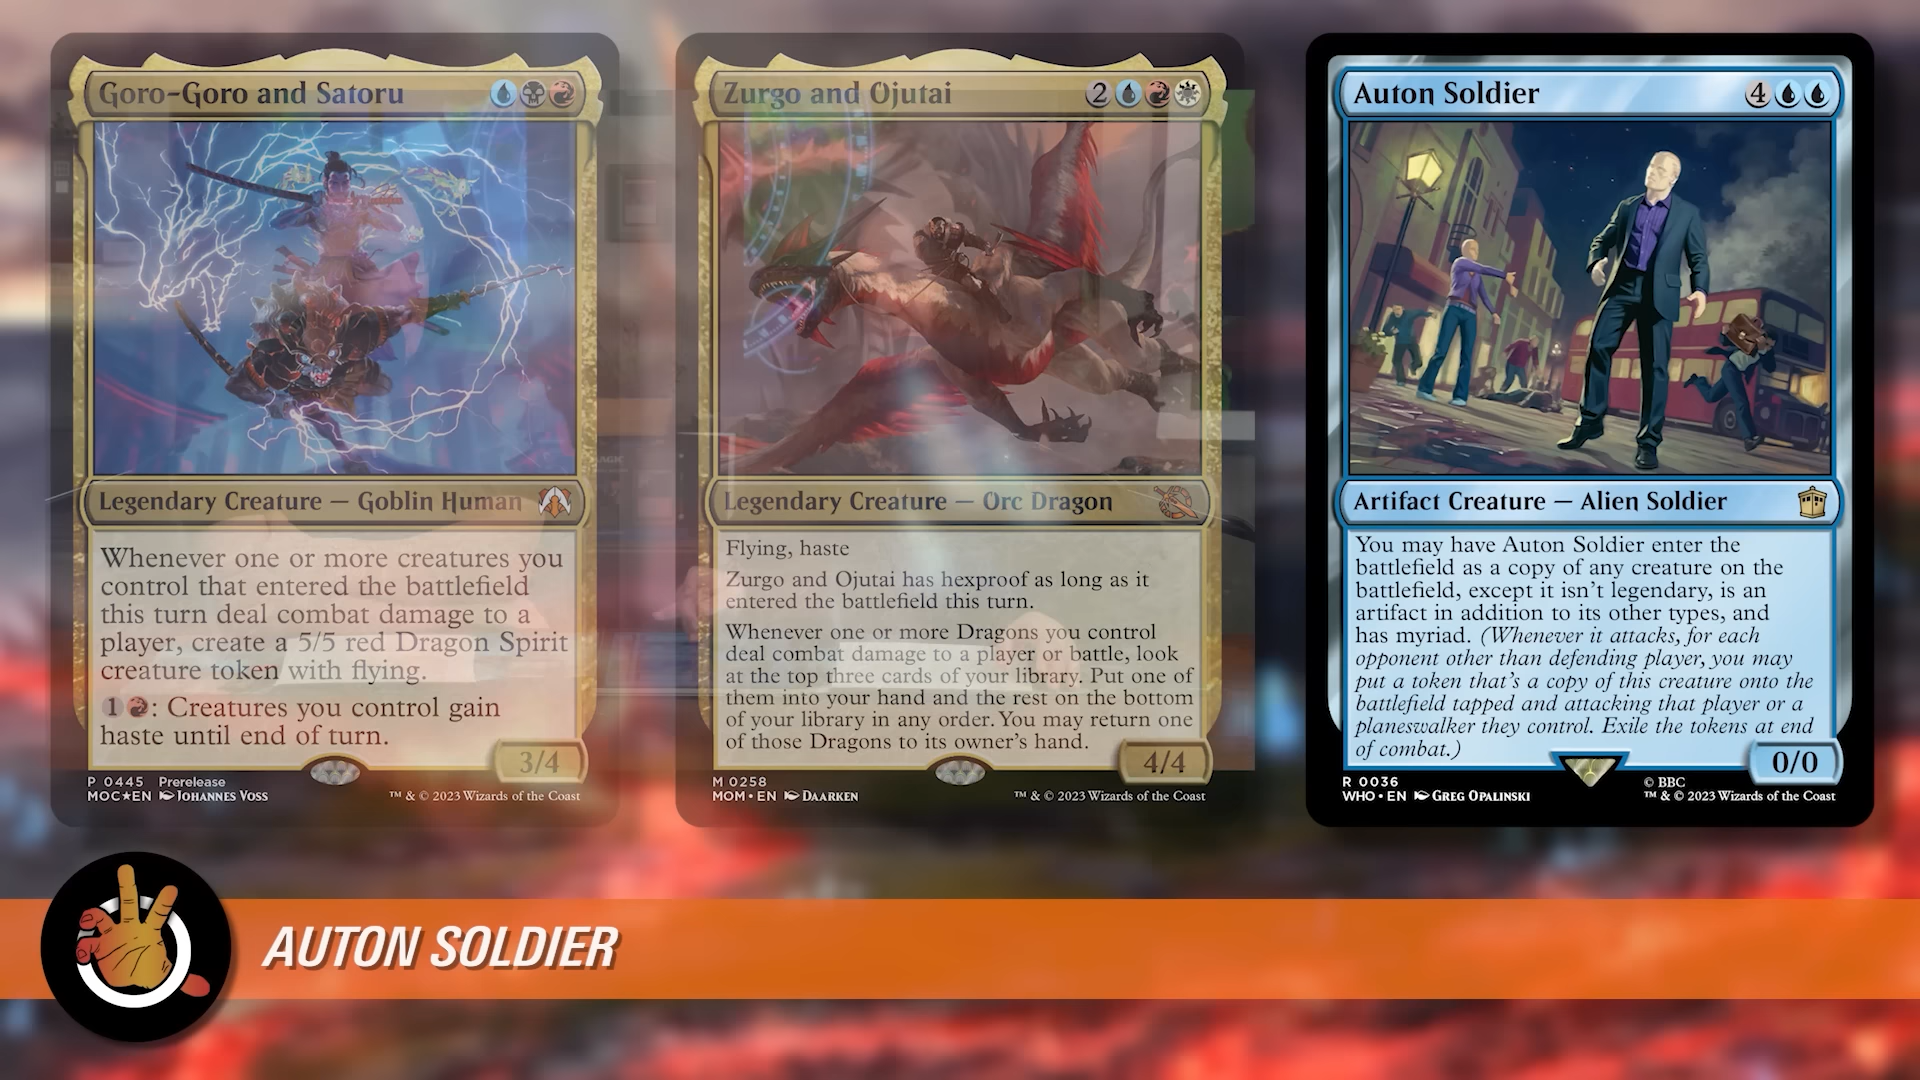 Goro-Goro and Satoru
Legendary Creature — Goblin Human
Whenever one or more creatures you
control that entered the battlefield
this turn deal combat damage to a
player, create a 5/5 red Dragon Spirit
creature token with flying.
1: Creatures you control gain
haste until end of turn.
3/4
P 0445 Prerelease
MOC★EN Johannes Voss
™ & © 2023 Wizards of the Coast
Zurgo and Ojutai 2
Legendary Creature — Orc Dragon
Flying, haste
Zurgo and Ojutai has hexproof as long as it
entered the battlefield this turn.
Whenever one or more Dragons you control
deal combat damage to a player or battle, look
at the top three cards of your library. Put one of
them into your hand and the rest on the bottom
of your library in any order. You may return one
of those Dragons to its owner's hand.
4/4
M 0258
MOM • EN Daarken
™ & © 2023 Wizards of the Coast
Auton Soldier 4
Artifact Creature — Alien Soldier
You may have Auton Soldier enter the
battlefield as a copy of any creature on the
battlefield, except it isn't legendary, is an
artifact in addition to its other types, and
has myriad. (Whenever it attacks, for each
opponent other than defending player, you may
put a token that's a copy of this creature onto the
battlefield tapped and attacking that player or a
planeswalker they control. Exile the tokens at end
of combat.)
0/0
R 0036
WHO • EN Greg Opalinski
© BBC
™ & © 2023 Wizards of the Coast
AUTON SOLDIER